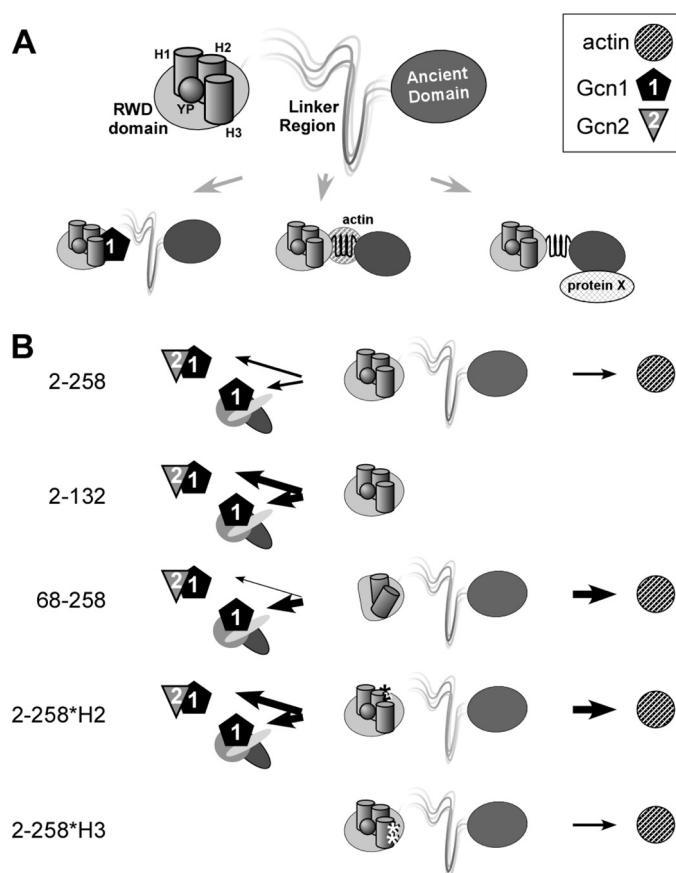 A
H1
H2
YP
H3
RWD
domain
Linker
Region
Ancient
Domain
actin
Gcn1
1
Gcn2
2
1
actin
protein X
B
2-258
2
1
1
2-132
2
1
1
68-258
2
1
1
2-258*H2
2
1
1
*
*
2-258*H3
***